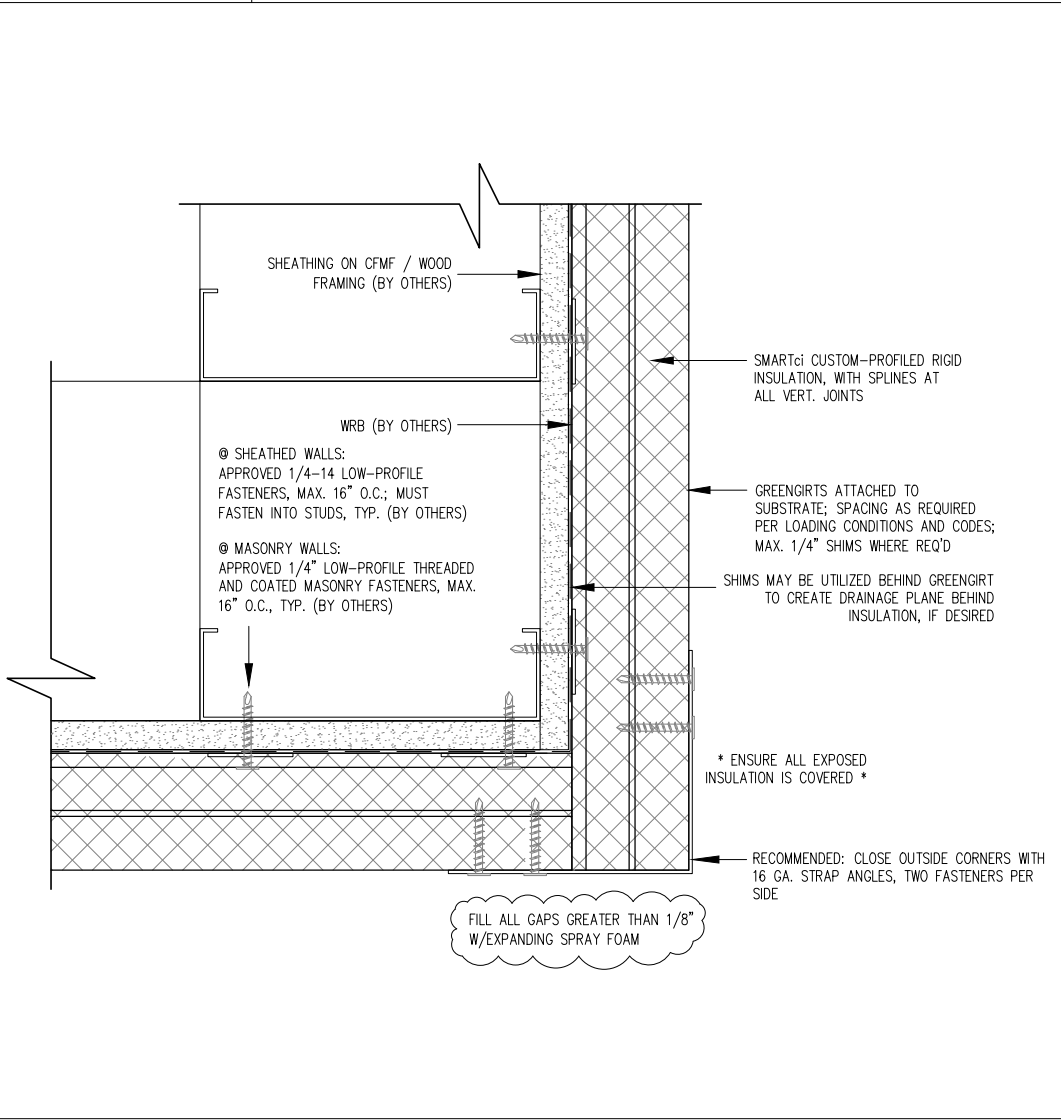 SHEATHING ON CFMF / WOOD
FRAMING (BY OTHERS)
SMARTci CUSTOM-PROFILED RIGID
INSULATION, WITH SPLINES AT
ALL VERT. JOINTS
WRB (BY OTHERS)
@ SHEATHED WALLS:
APPROVED 1/4-14 LOW-PROFILE
FASTENERS, MAX. 16" O.C.; MUST
FASTEN INTO STUDS, TYP. (BY OTHERS)
@ MASONRY WALLS:
APPROVED 1/4" LOW-PROFILE THREADED
AND COATED MASONRY FASTENERS, MAX.
16" O.C., TYP. (BY OTHERS)
GREENGIRTS ATTACHED TO
SUBSTRATE; SPACING AS REQUIRED
PER LOADING CONDITIONS AND CODES;
MAX. 1/4" SHIMS WHERE REQ'D
SHIMS MAY BE UTILIZED BEHIND GREENGIRT
TO CREATE DRAINAGE PLANE BEHIND
INSULATION, IF DESIRED
* ENSURE ALL EXPOSED
INSULATION IS COVERED *
RECOMMENDED: CLOSE OUTSIDE CORNERS WITH
16 GA. STRAP ANGLES, TWO FASTENERS PER
SIDE
FILL ALL GAPS GREATER THAN 1/8"
W/EXPANDING SPRAY FOAM